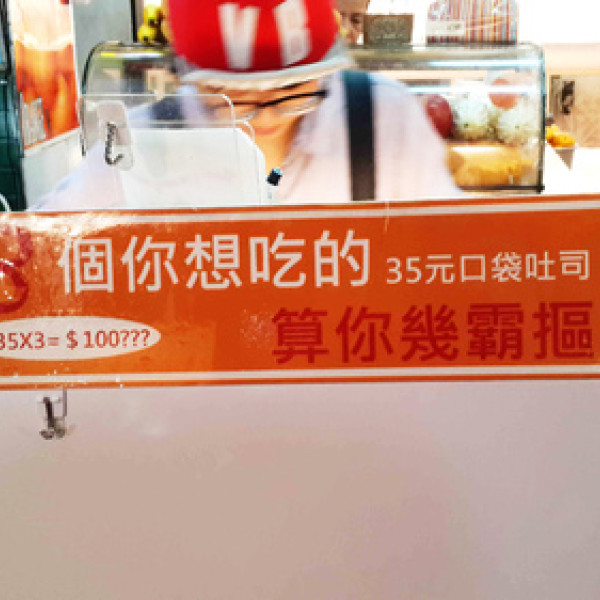 VB
個你想吃的 35元口袋吐司
35X3= $ 100???
算你幾霸摳